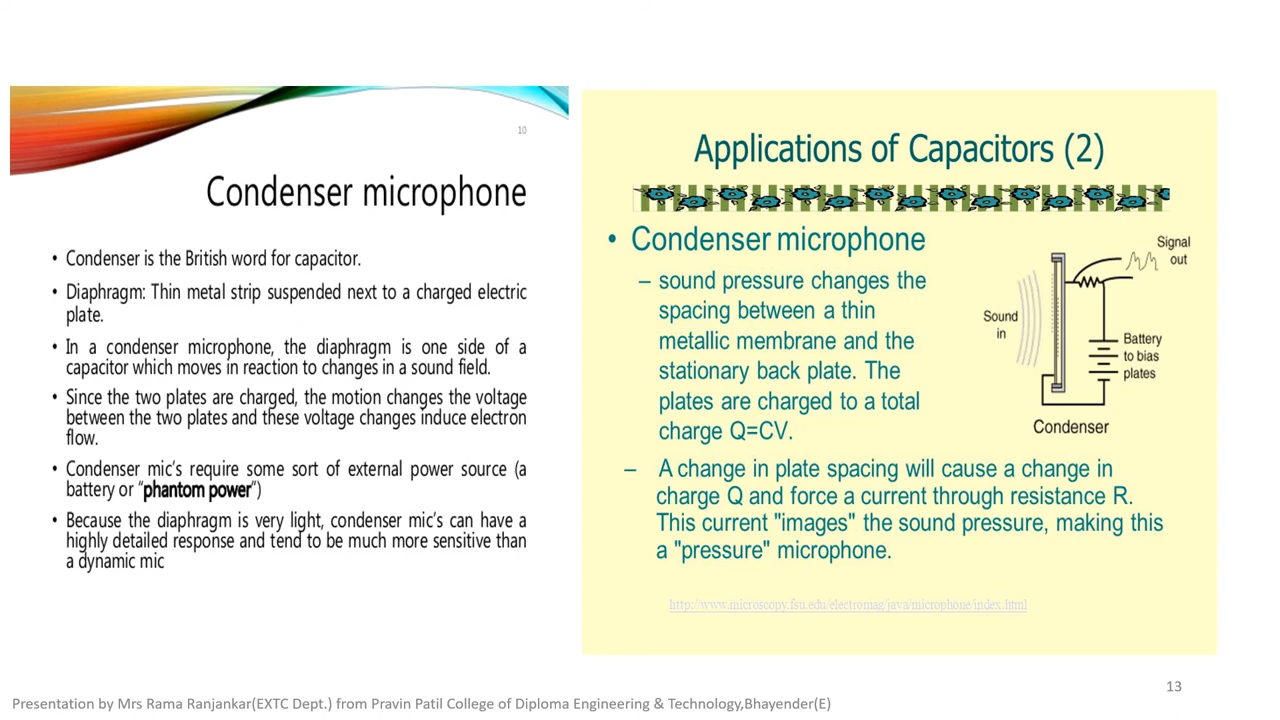 10
Condenser microphone
• Condenser is the British word for capacitor.
• Diaphragm: Thin metal strip suspended next to a charged electric
plate.
• In a condenser microphone, the diaphragm is one side of a
capacitor which moves in reaction to changes in a sound field.
• Since the two plates are charged, the motion changes the voltage
between the two plates and these voltage changes induce electron
flow.
• Condenser mic's require some sort of external power source (a
battery or "phantom power")
• Because the diaphragm is very light, condenser mic's can have a
highly detailed response and tend to be much more sensitive than
a dynamic mic
Applications of Capacitors (2)
• Condenser microphone
– sound pressure changes the
spacing between a thin
metallic membrane and the
stationary back plate. The
plates are charged to a total
charge Q=CV.
– A change in plate spacing will cause a change in
charge Q and force a current through resistance R.
This current "images" the sound pressure, making this
a "pressure" microphone.
Signal
out
Sound
in
Battery
to bias
plates
Condenser
http://www.microscopy.fsu.edu/electromag/java/microphone/index.html
13
Presentation by Mrs Rama Ranjankar(EXTC Dept.) from Pravin Patil College of Diploma Engineering & Technology,Bhayender(E)